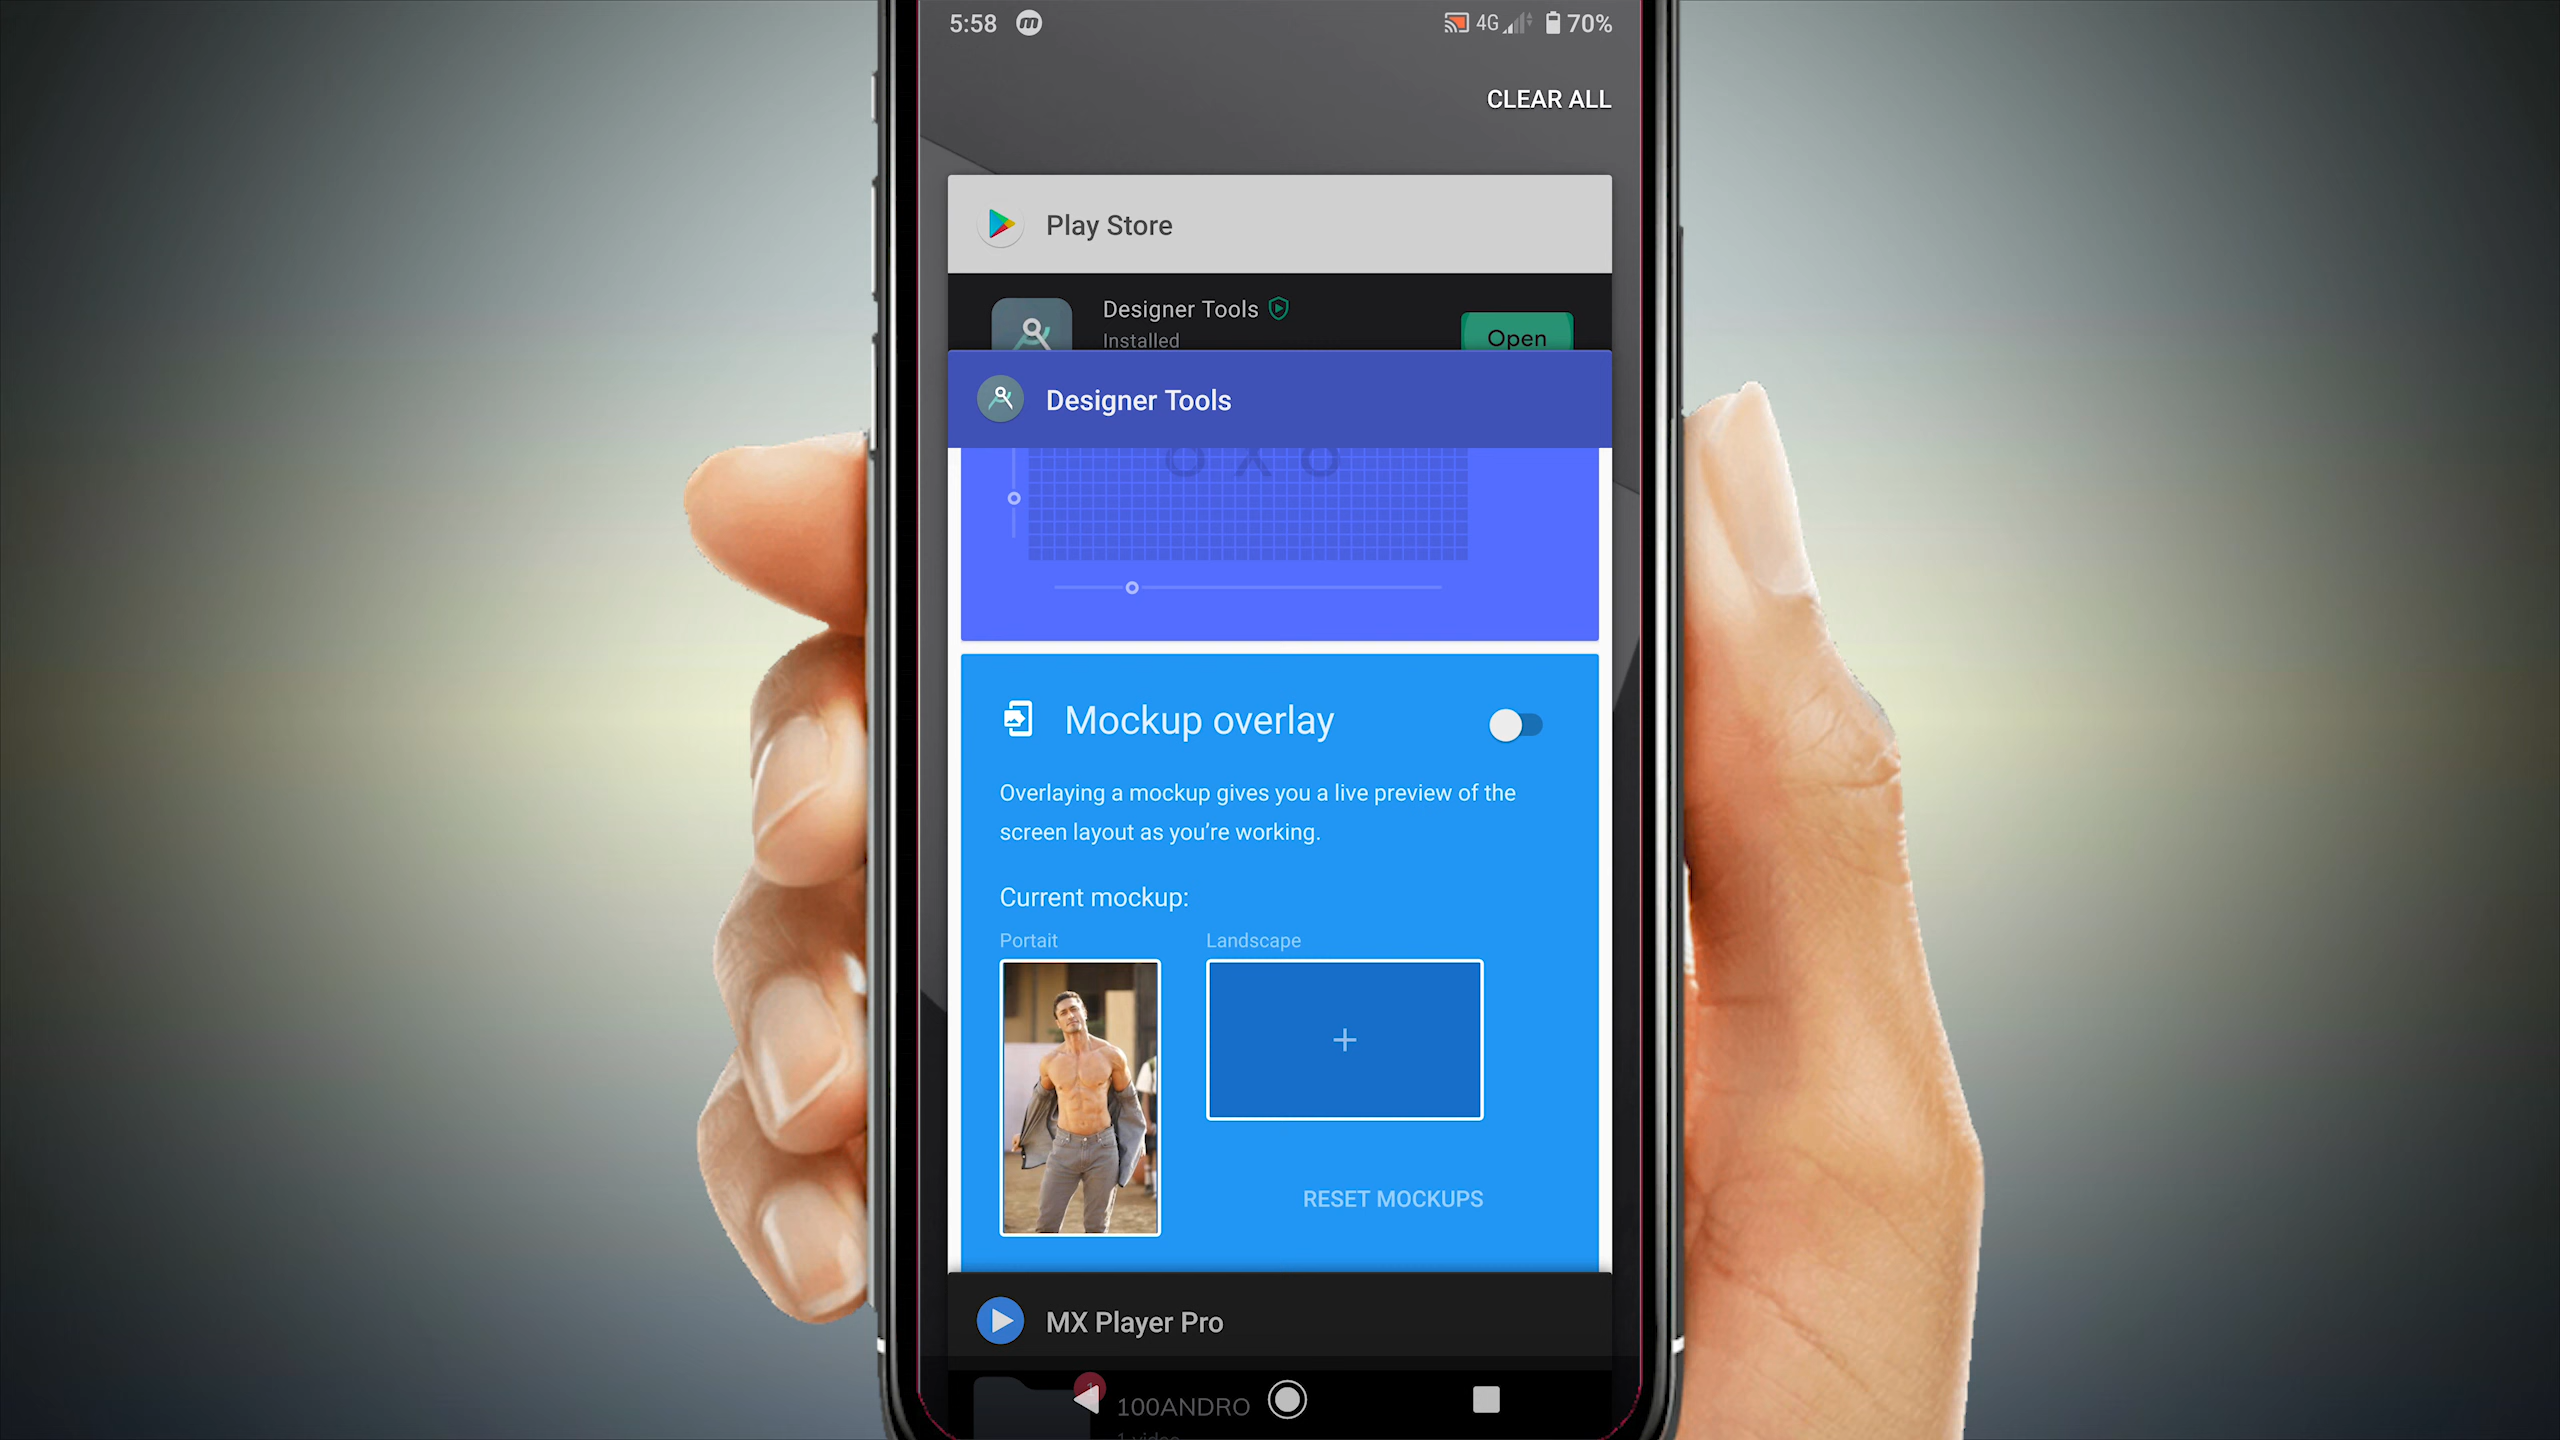 5:58 m 4G 70%
CLEAR ALL
Play Store
Designer Tools
Installed
Open
Designer Tools
Mockup overlay
Overlaying a mockup gives you a live preview of the
screen layout as you’re working.
Current mockup:
Portait
Landscape
RESET MOCKUPS
MX Player Pro
100ANDRO